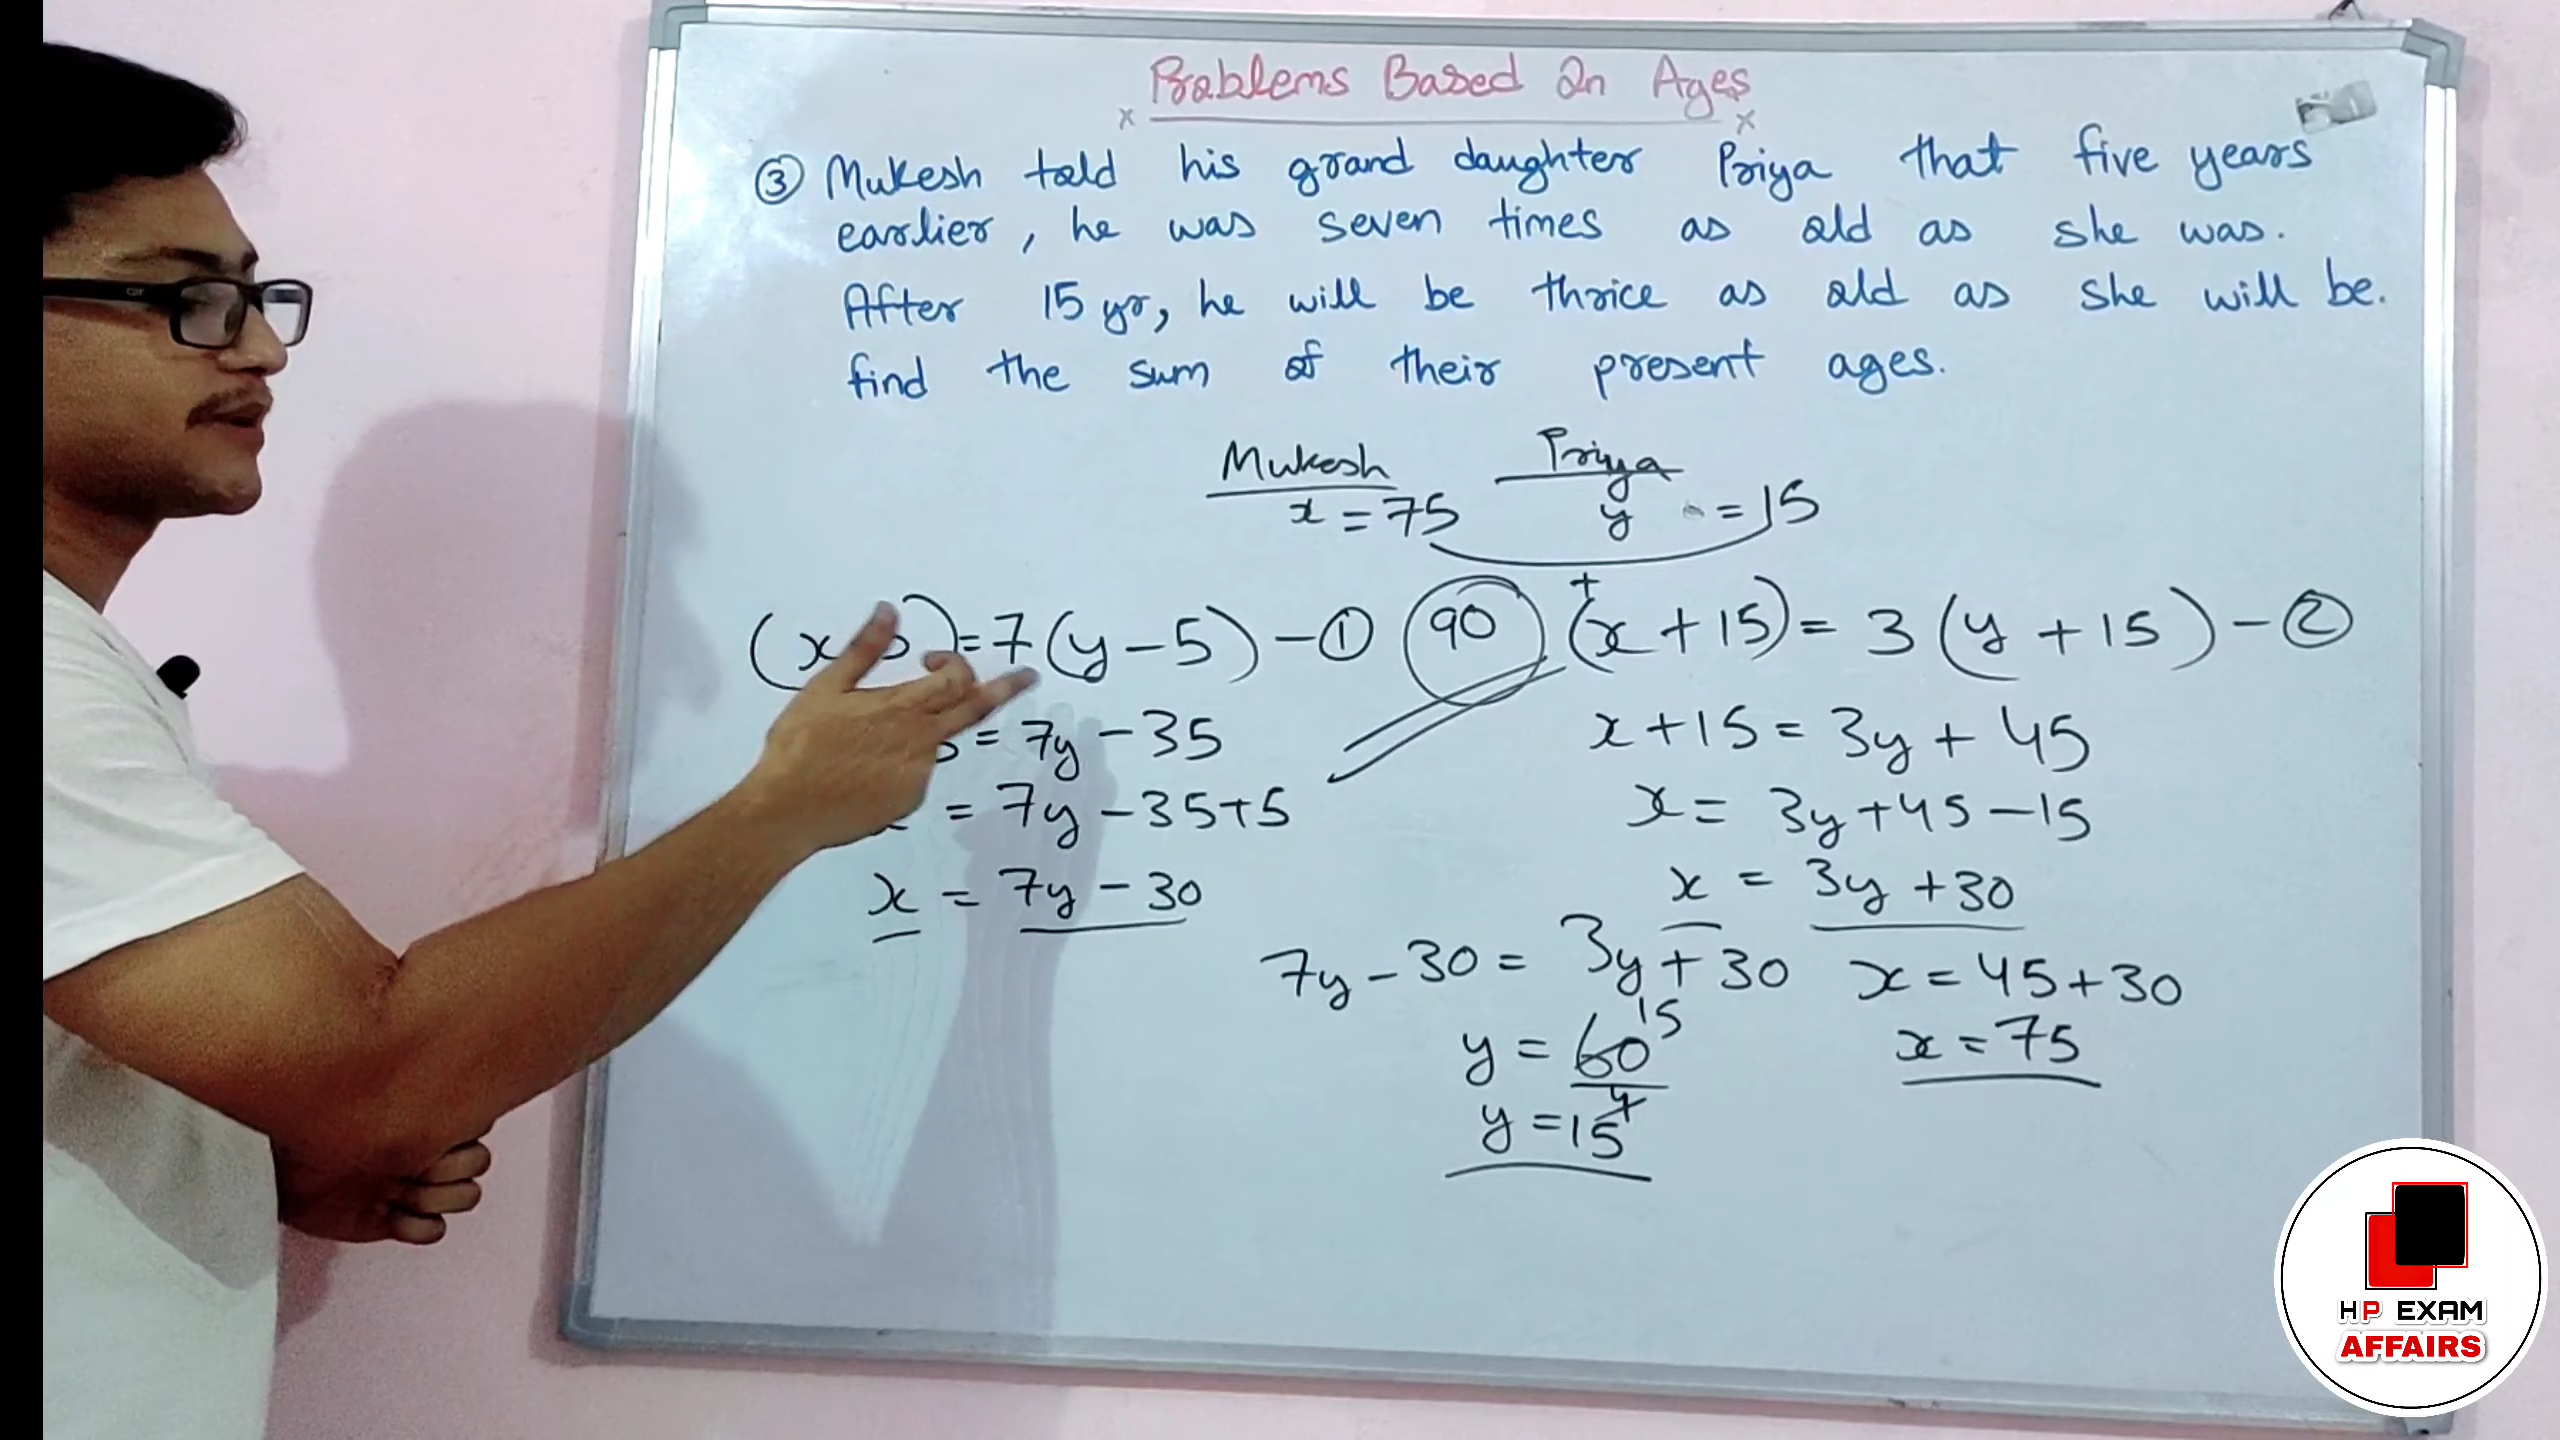 Problems Based On Ages
x x
③ Mukesh told his grand daughter Priya that five years
earlier, he was seven times as old as she was.
After 15 yr, he will be thrice as old as she will be.
find the sum of their present ages.
Mukesh Priya
x = 75 y = 15
+
(x = 7(y - 5) - ① 90 (x + 15) = 3 (y + 15) - ②
5 = 7y - 35 x + 15 = 3y + 45
x = 7y - 35 + 5 x = 3y + 45 - 15
x = 7y - 30 x = 3y + 30
7y - 30 = 3y + 30 x = 45 + 30
15
y = 60 x = 75
4
y = 15
HP EXAM
AFFAIRS